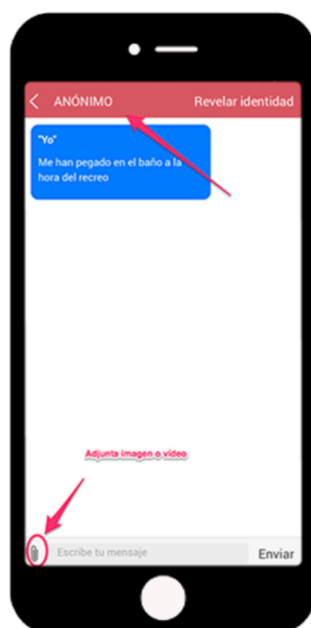 ANÓNIMO Revelar identidad
"Yo"
Me han pegado en el baño a la
hora del recreo
Adjunta imagen o vídeo
Escribe tu mensaje Enviar